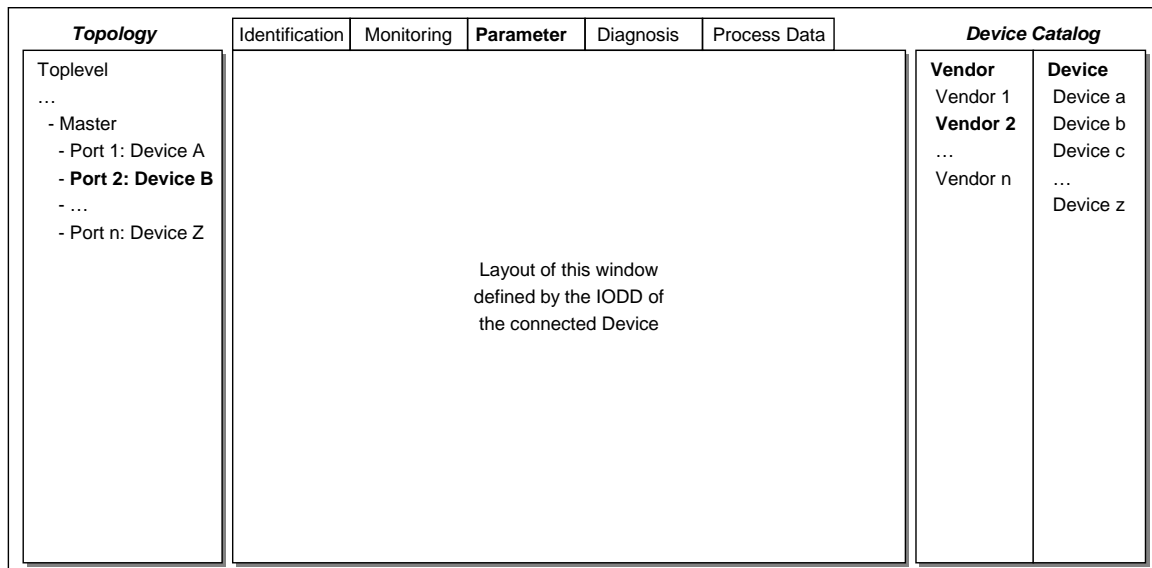 Topology
Toplevel
…
- Master
- Port 1: Device A
- Port 2: Device B
- …
- Port n: Device Z
Identification Monitoring Parameter Diagnosis Process Data
Layout of this window
defined by the IODD of
the connected Device
Device Catalog
Vendor Device
Vendor 1 Device a
Vendor 2 Device b
… Device c
Vendor n …
Device z